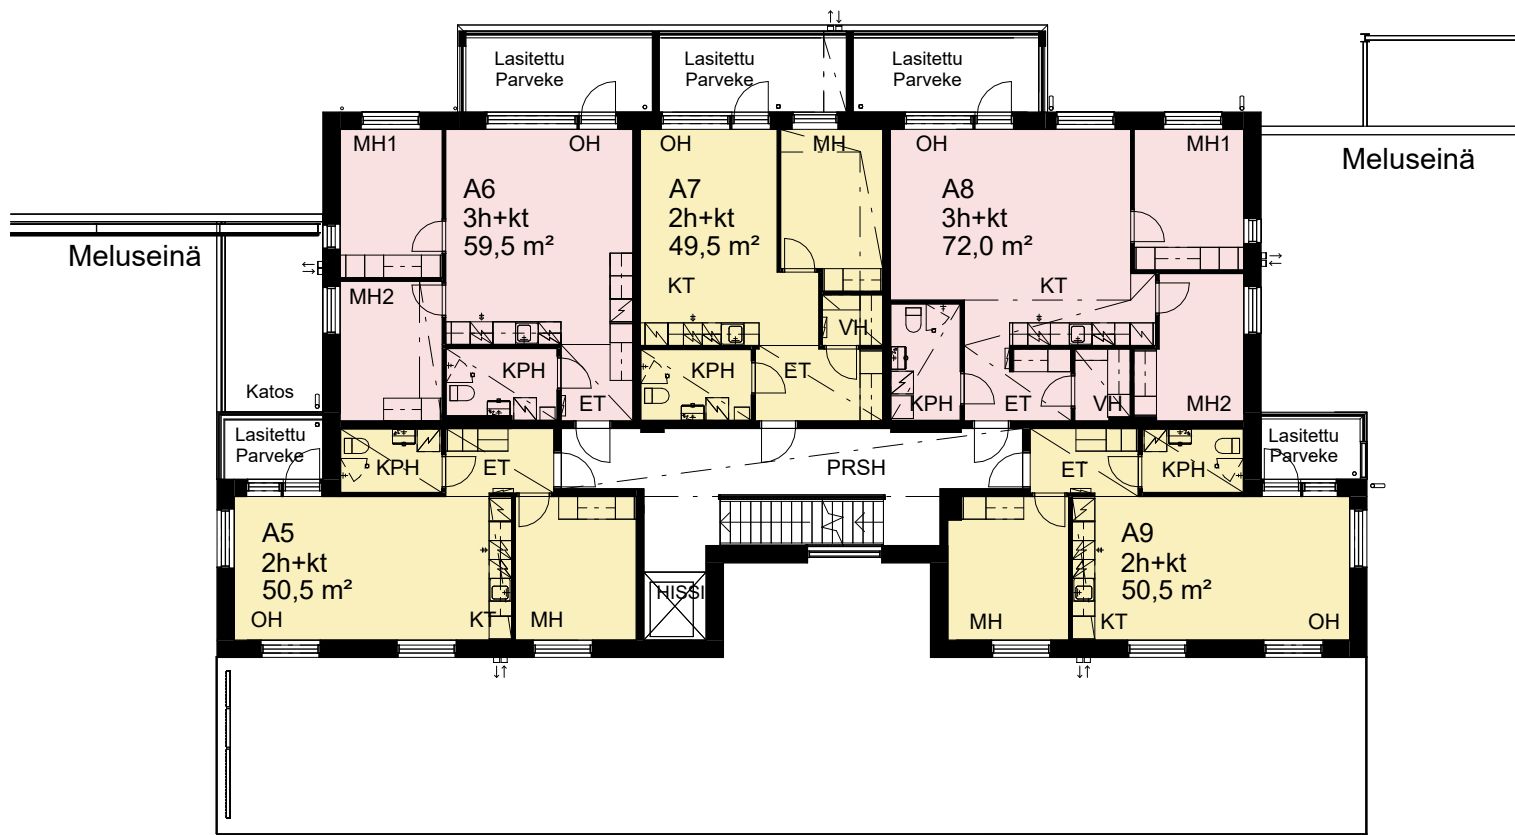 Lasitettu
Parveke
Lasitettu
Parveke
Lasitettu
Parveke
MH1
OH
OH
MH
OH
MH1
Meluseinä
A6
3h+kt
59,5 m²
A7
2h+kt
49,5 m²
A8
3h+kt
72,0 m²
Meluseinä
MH2
KT
KT
VH
KPH
KPH
ET
Katos
ET
KPH
ET
VH
MH2
Lasitettu
Parveke
KPH
ET
PRSH
ET
KPH
Lasitettu
Parveke
A5
2h+kt
50,5 m²
OH
KT
MH
HISSI
MH
KT
A9
2h+kt
50,5 m²
OH